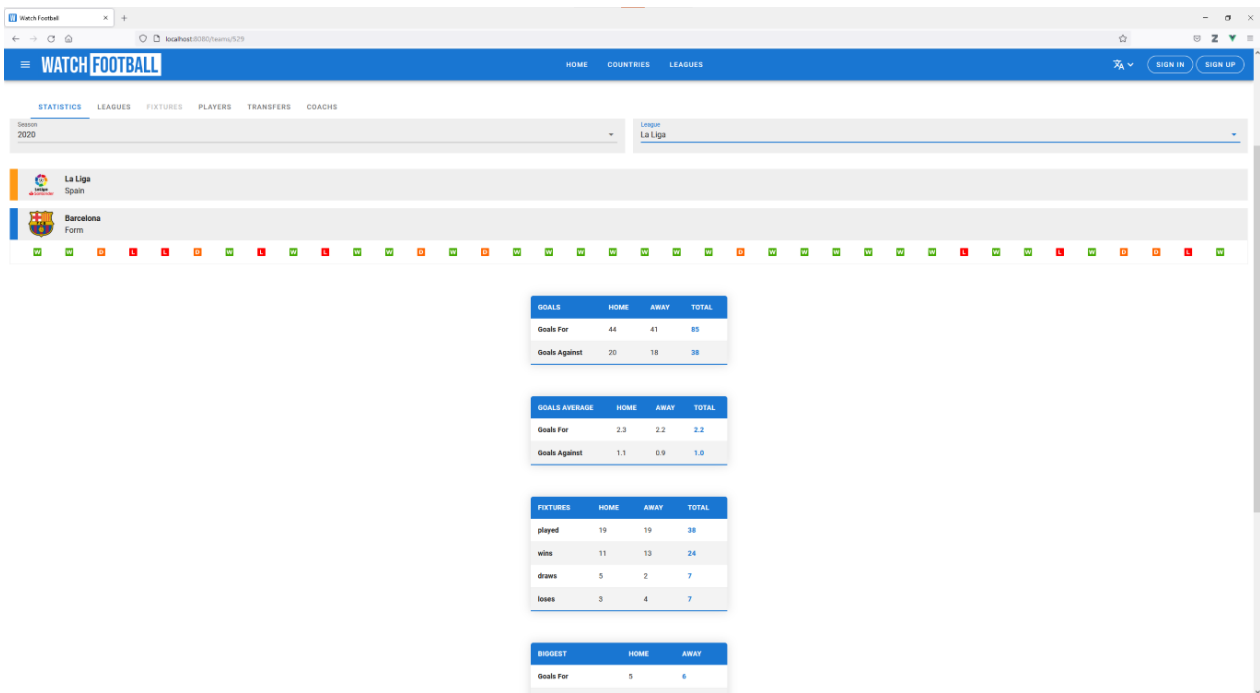 Watch Football
localhost:8080/teams/529
WATCH FOOTBALL HOME COUNTRIES LEAGUES SIGN IN SIGN UP
STATISTICS LEAGUES FIXTURES PLAYERS TRANSFERS COACHS
Season League
2020 La Liga
La Liga
Spain
Barcelona
Form
W W D L L D W L W L W W D W D W W W W W W W D W W W W W W L W W L W D D L W
GOALS HOME AWAY TOTAL
Goals For 44 41 85
Goals Against 20 18 38
GOALS AVERAGE HOME AWAY TOTAL
Goals For 2.3 2.2 2.2
Goals Against 1.1 0.9 1.0
FIXTURES HOME AWAY TOTAL
played 19 19 38
wins 11 13 24
draws 5 2 7
loses 3 4 7
BIGGEST HOME AWAY
Goals For 5 6